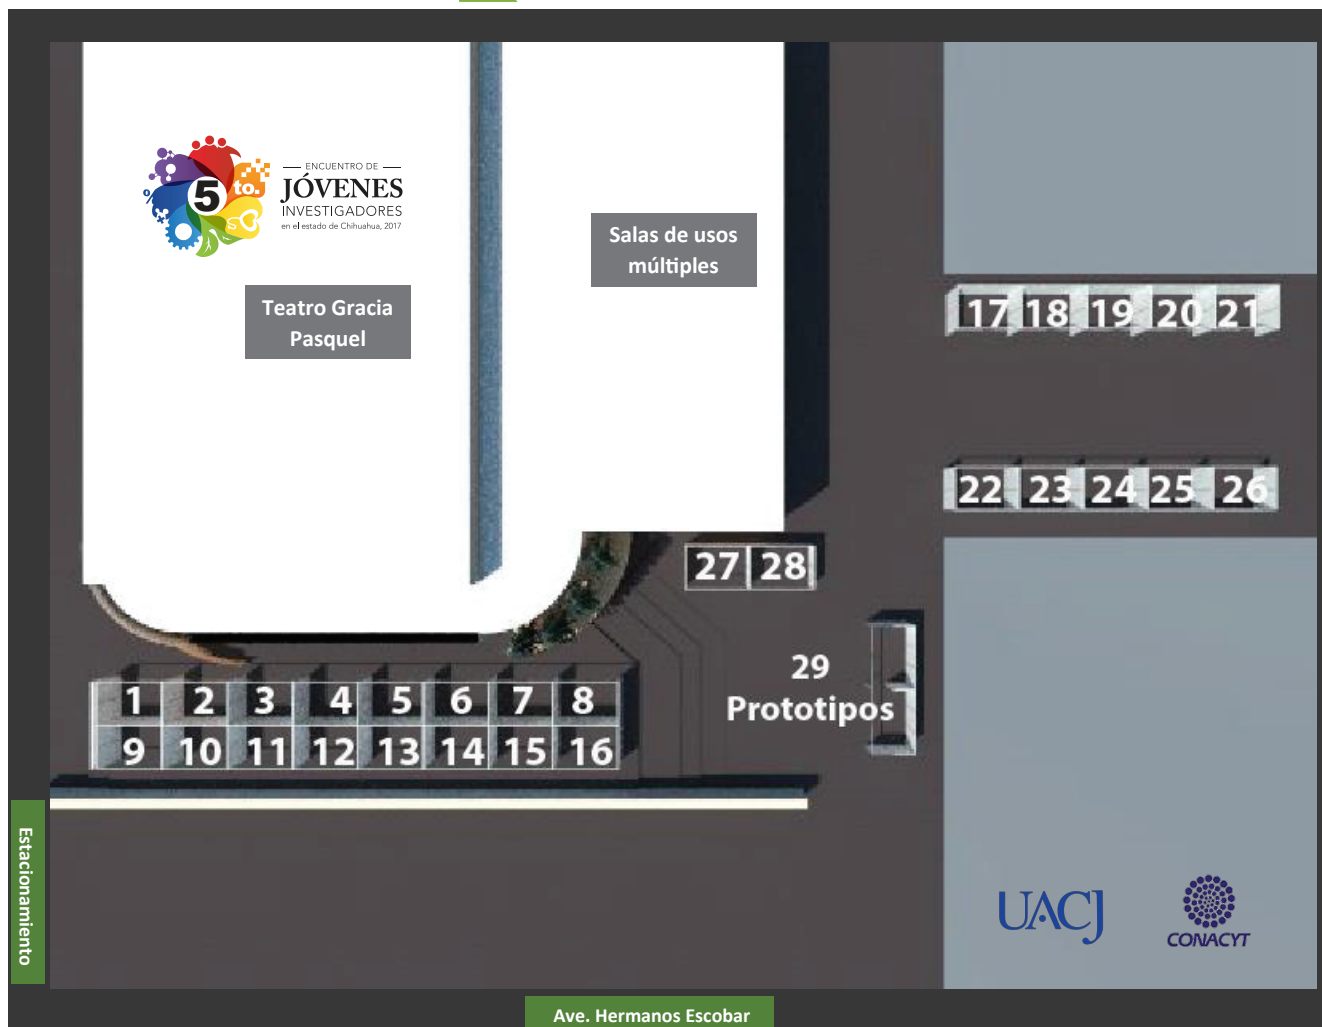 5 to.
ENCUENTRO DE
JÓVENES
INVESTIGADORES
en el estado de Chihuahua, 2017
Salas de usos
múltiples
Teatro Gracia
Pasquel
17 18 19 20 21
22 23 24 25 26
27 28
29
Prototipos
1 2 3 4 5 6 7 8
9 10 11 12 13 14 15 16
Estacionamiento
UACJ
CONACYT
Ave. Hermanos Escobar